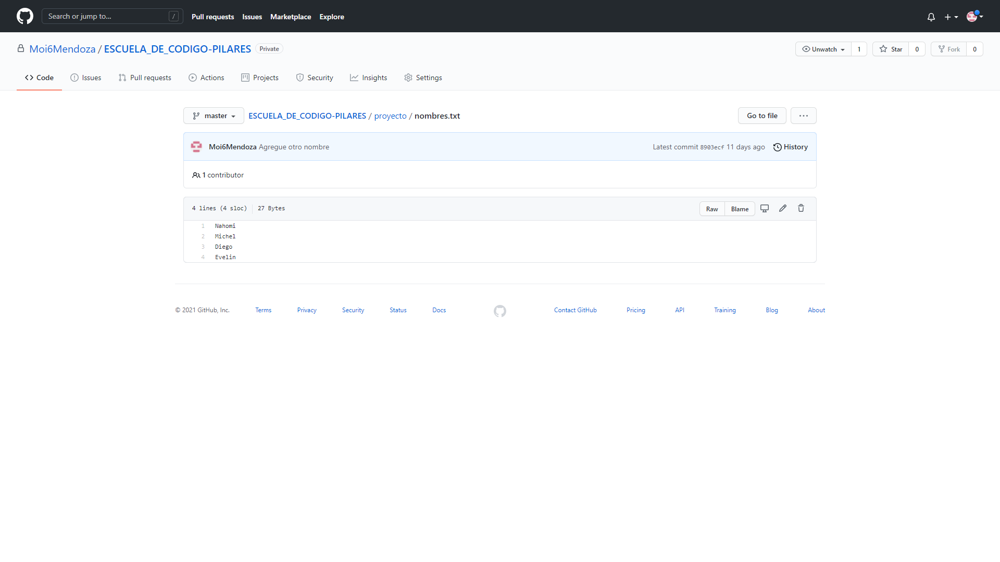 Search or jump to... /
Pull requests Issues Marketplace Explore
Moi6Mendoza / ESCUELA_DE_CODIGO-PILARES Private
Unwatch 1 Star 0 Fork 0
Code Issues Pull requests Actions Projects Security Insights Settings
master ESCUELA_DE_CODIGO-PILARES / proyecto / nombres.txt Go to file ...
Moi6Mendoza Agregue otro nombre Latest commit 8903ecf 11 days ago History
1 contributor
4 lines (4 sloc) 27 Bytes Raw Blame
1 Nahomi
2 Michel
3 Diego
4 Evelin
© 2021 GitHub, Inc. Terms Privacy Security Status Docs Contact GitHub Pricing API Training Blog About